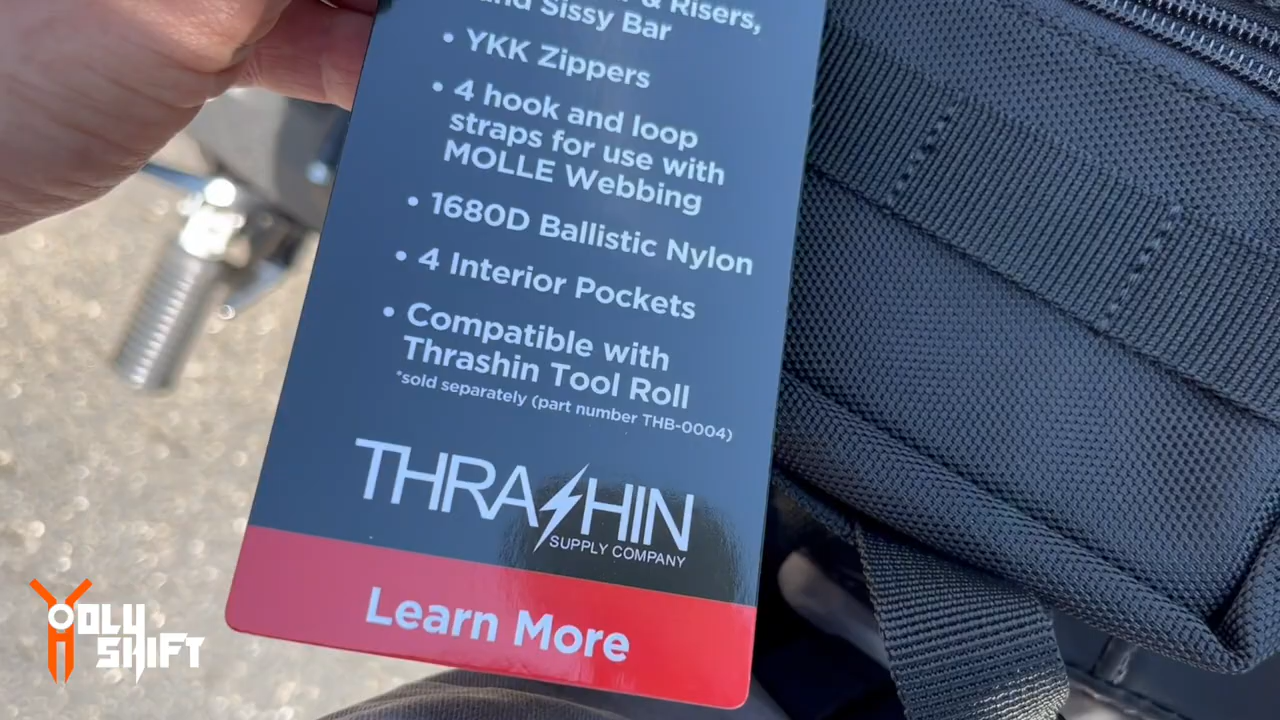 & Risers,
and Sissy Bar
• YKK Zippers
• 4 hook and loop
straps for use with
MOLLE Webbing
• 1680D Ballistic Nylon
• 4 Interior Pockets
• Compatible with
Thrashin Tool Roll
*sold separately (part number THB-0004)
THRASHIN
SUPPLY COMPANY
Learn More
YOLY
SHIFT